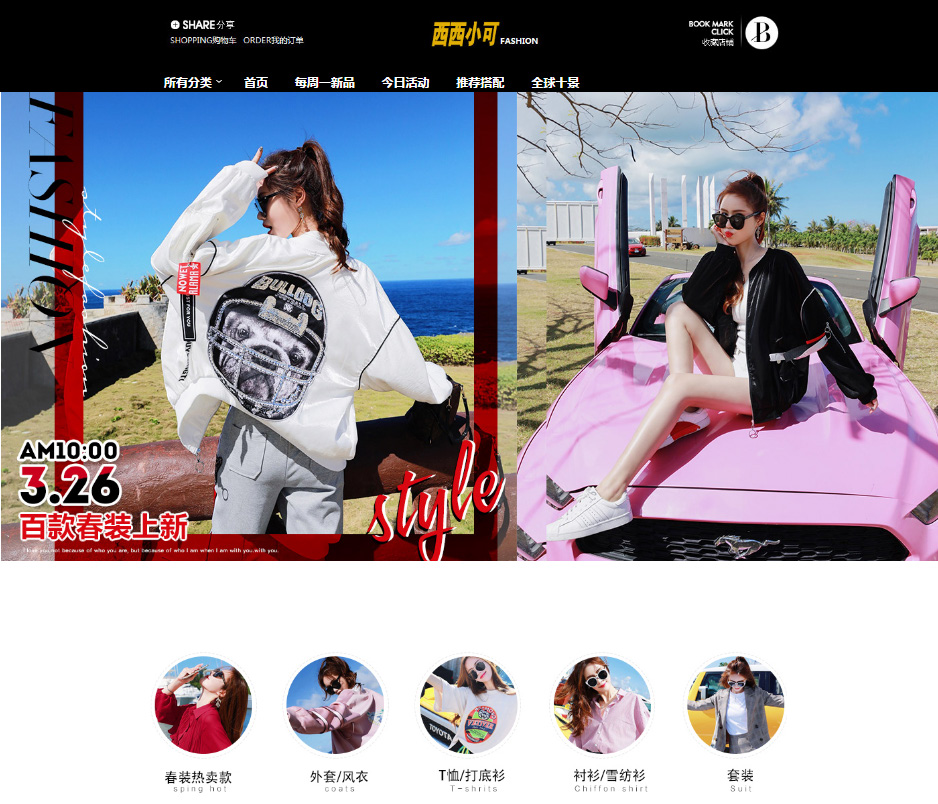 SHARE分享
SHOPPING购物车 ORDER我的订单
西西小可 FASHION
BOOK MARK
CLICK
收藏店铺
B
所有分类 首页 每周一新品 今日活动 推荐搭配 全球十景
FASHION
stylefashion
NOWET
BULLDOG
AM10:00
3.26
百款春装上新
I love you not because of who you are, but because of who I am when I am with you.with you.
style
TOYOTA
春装热卖款
sping hot
外套/风衣
coats
T恤/打底衫
T-shrits
衬衫/雪纺衫
Chiffon shirt
套装
Suit